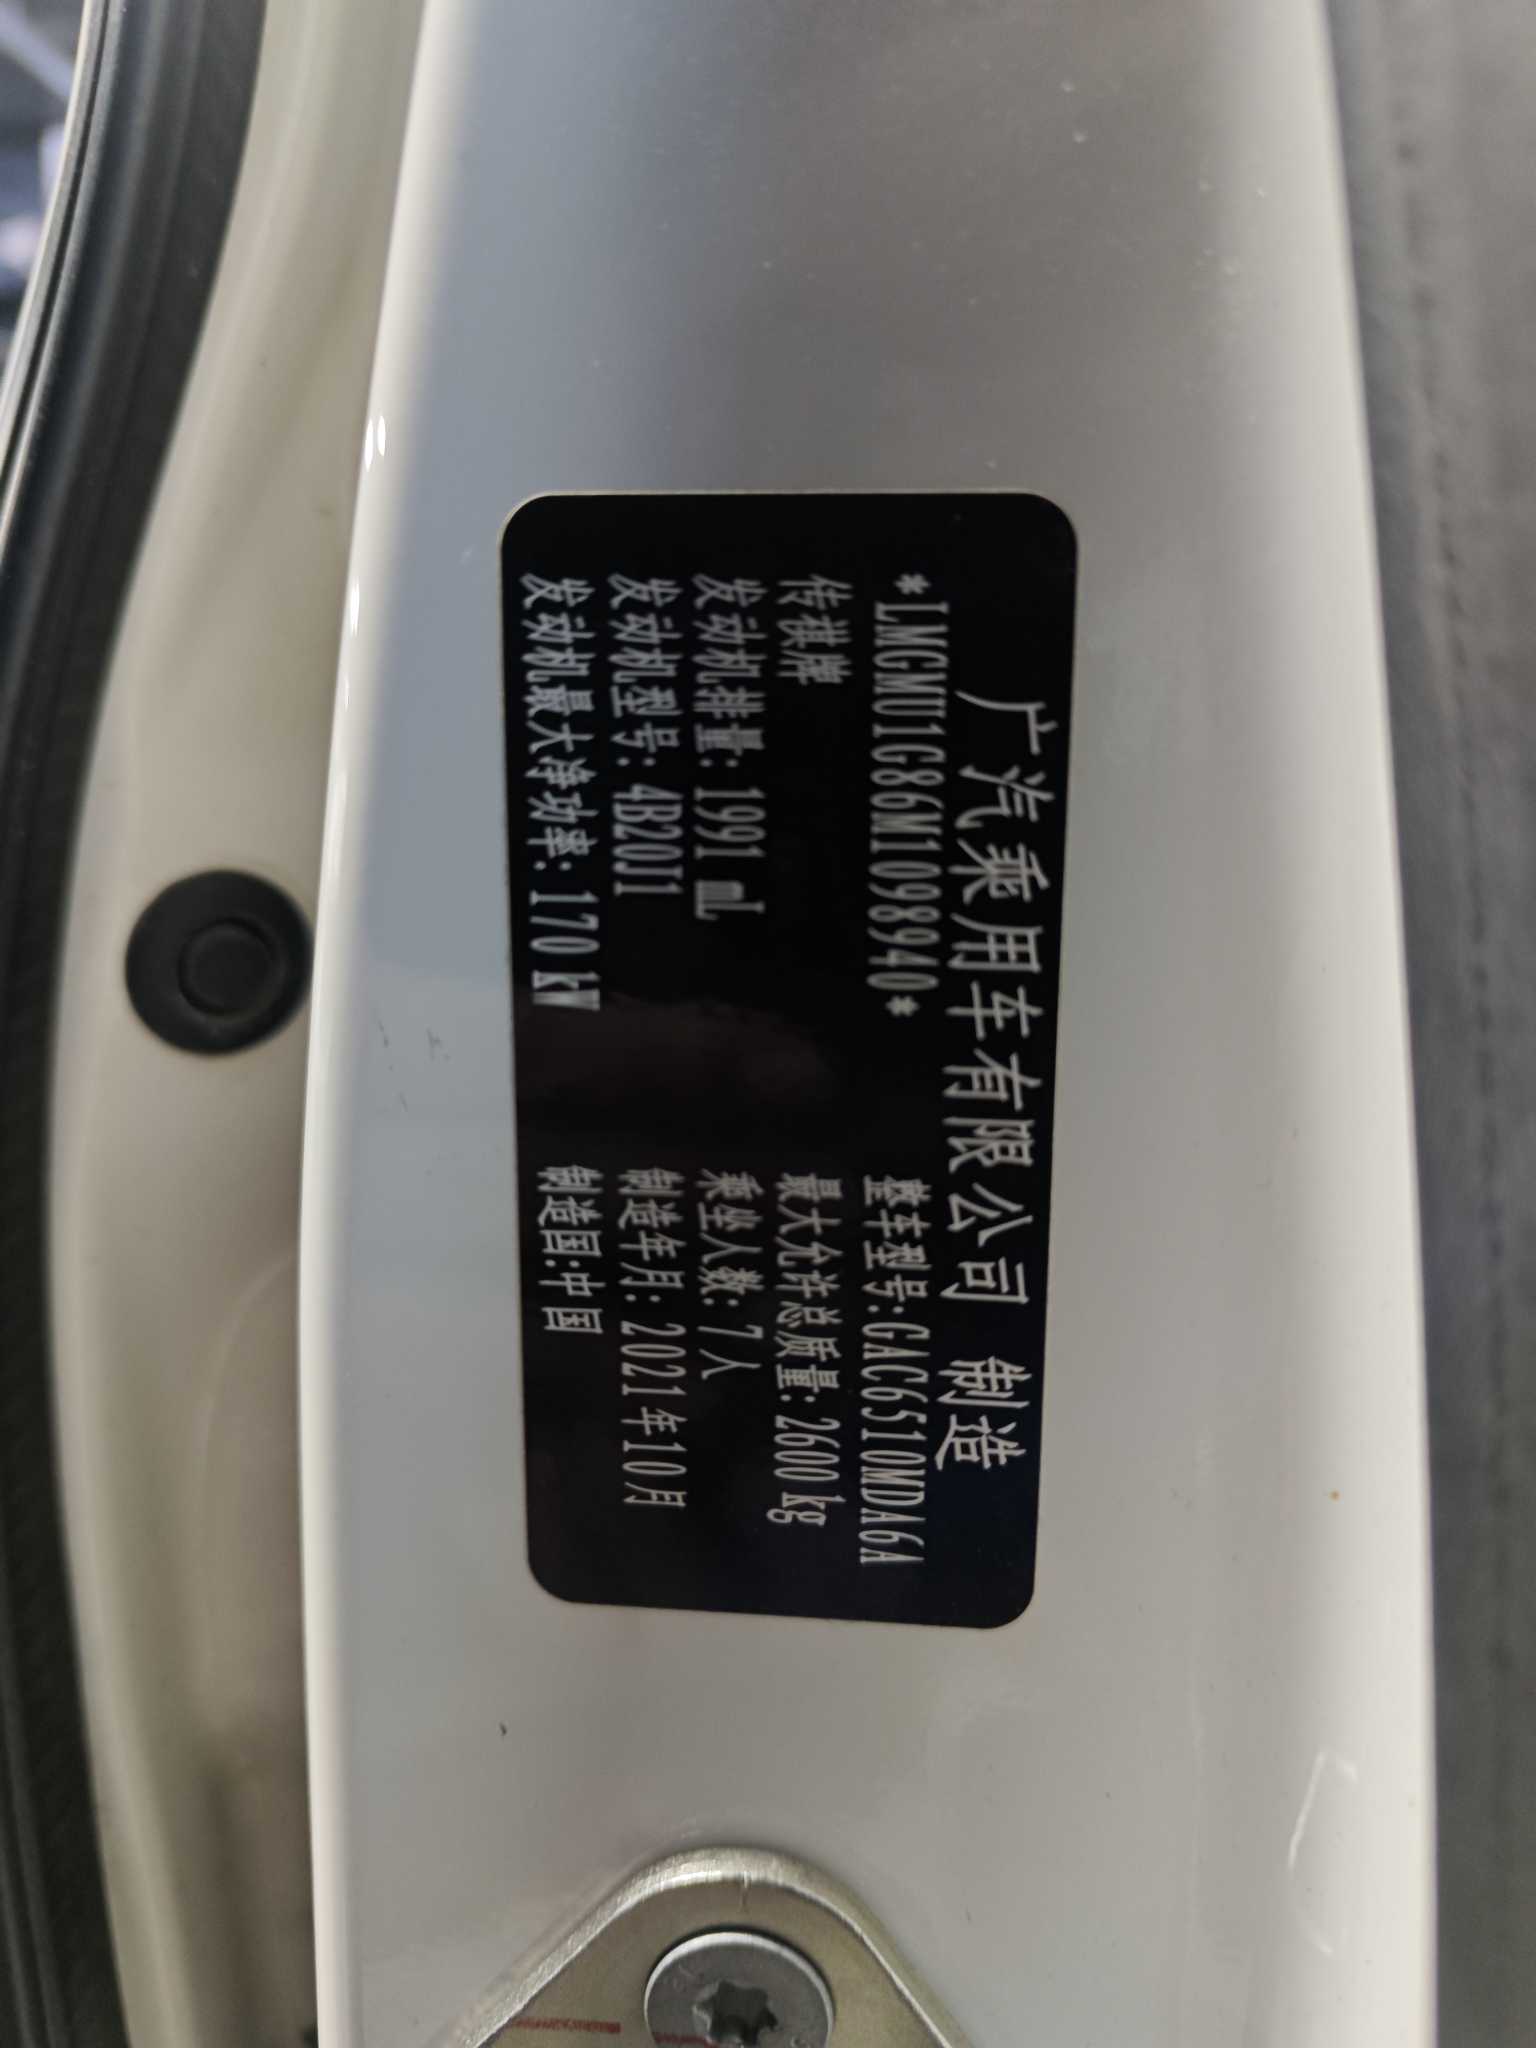 广汽乘用车有限公司 制造
*LMGMU1G86M1098940* 整车型号:GAC6510MDA6A
传祺牌 最大允许总质量: 2600 kg
发动机排量: 1991 mL 乘坐人数: 7人
发动机型号: 4B20J1 制造年月: 2021年10月
发动机最大净功率: 170 kW 制造国:中国